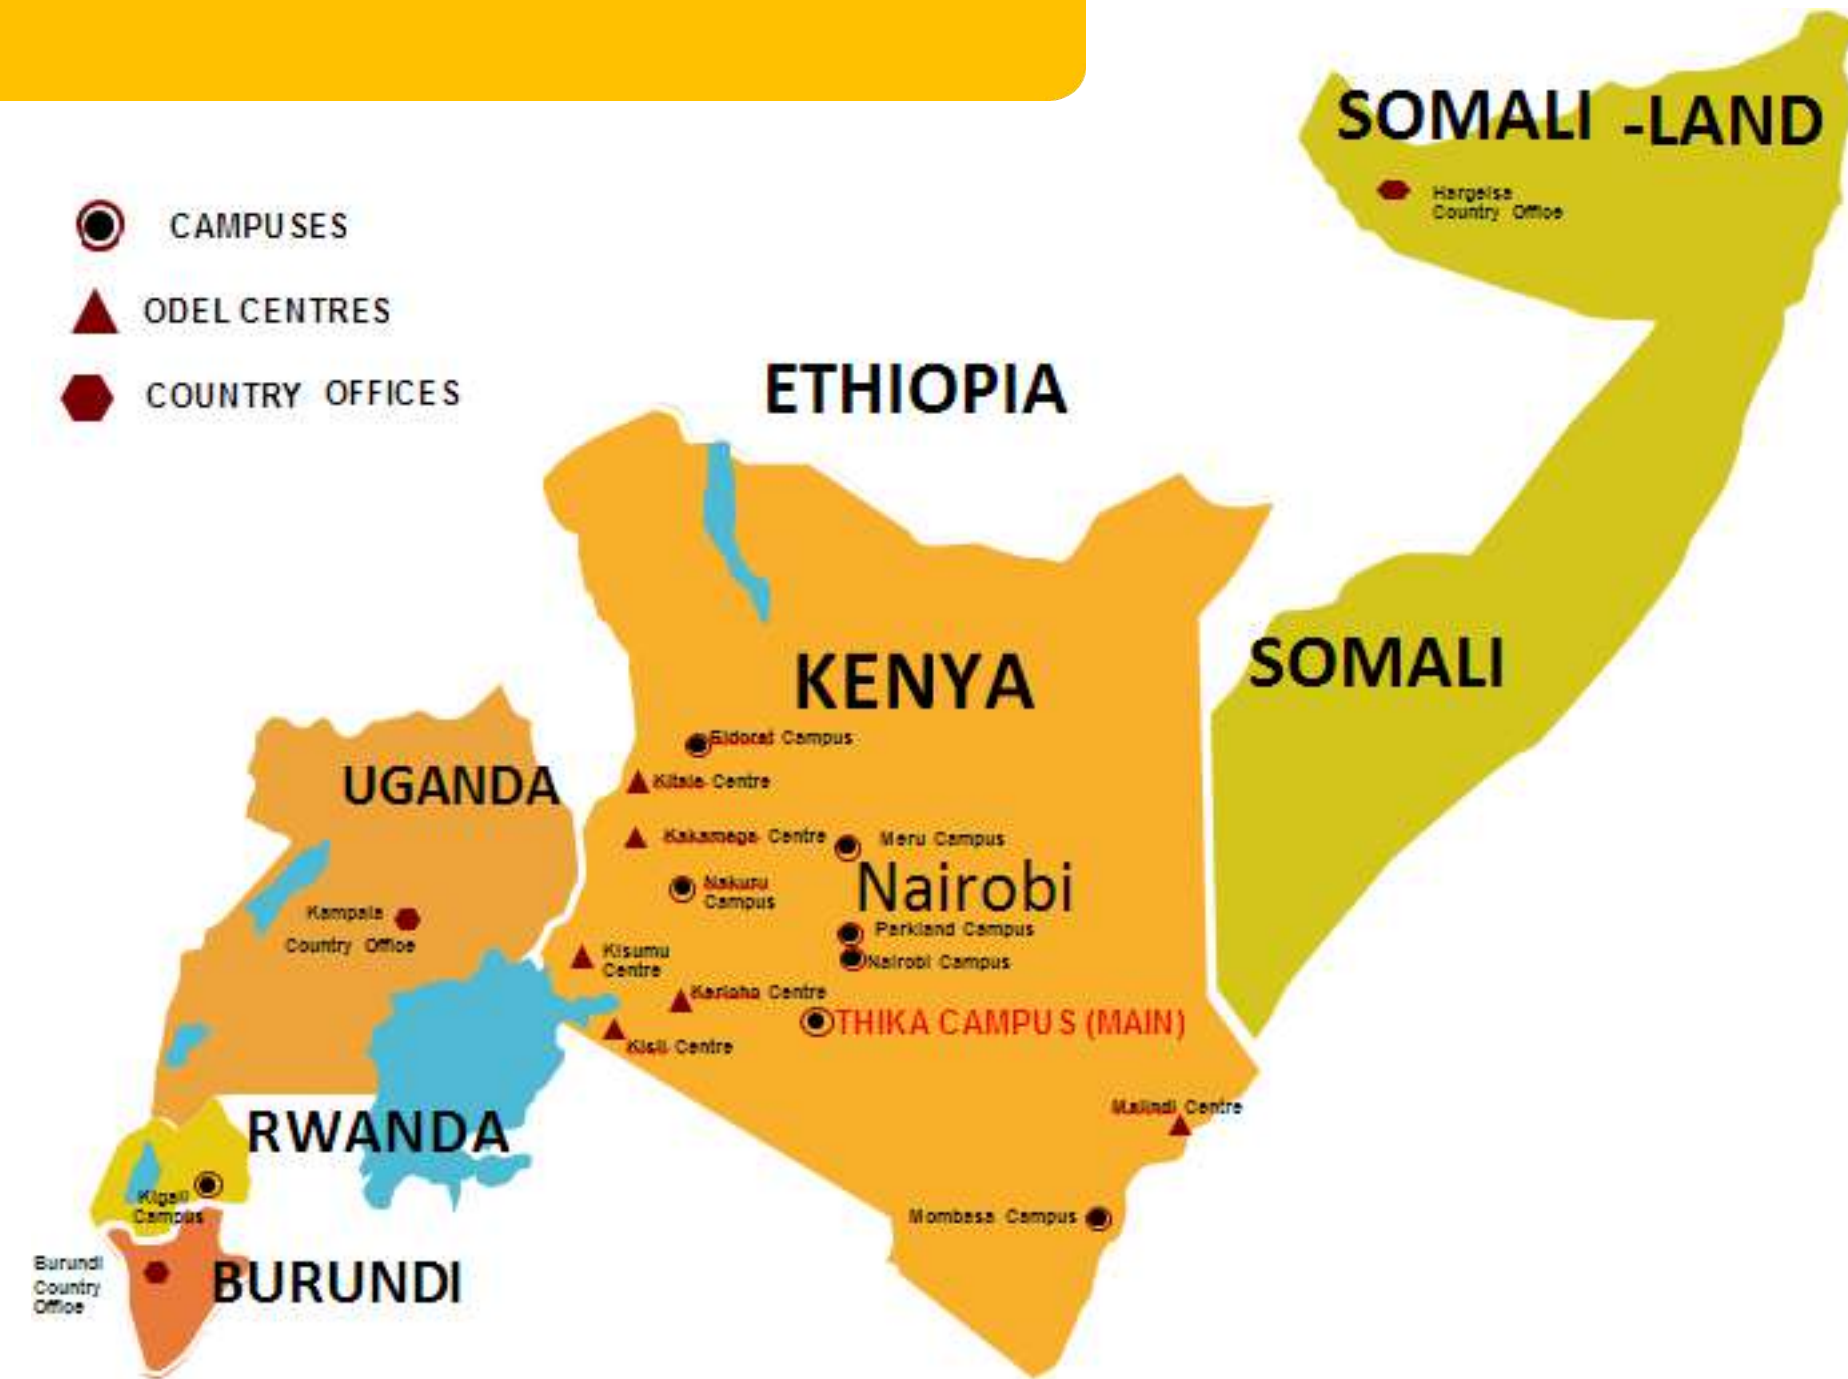 SOMALI -LAND
Hargeisa
Country Office
CAMPUSES
ODEL CENTRES
COUNTRY OFFICES
ETHIOPIA
KENYA
SOMALI
Eldoret Campus
UGANDA
Kitale Centre
Kakamega Centre
Meru Campus
Nairobi
Nakuru
Campus
Kampala
Country Office
Parkland Campus
Kisumu
Centre
Nairobi Campus
Kericho Centre
THIKA CAMPUS (MAIN)
Kisii Centre
Malindi Centre
RWANDA
Kigali
Campus
Mombasa Campus
Burundi
Country
Office
BURUNDI